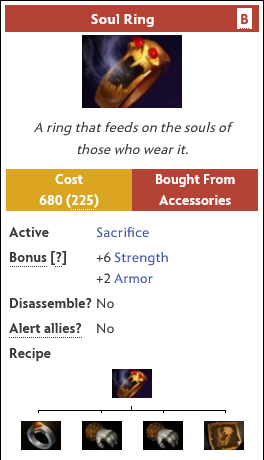 Soul Ring B
A ring that feeds on the souls of
those who wear it.
Cost
680 (225)
Bought From
Accessories
Active Sacrifice
Bonus [?] +6 Strength
+2 Armor
Disassemble? No
Alert allies? No
Recipe